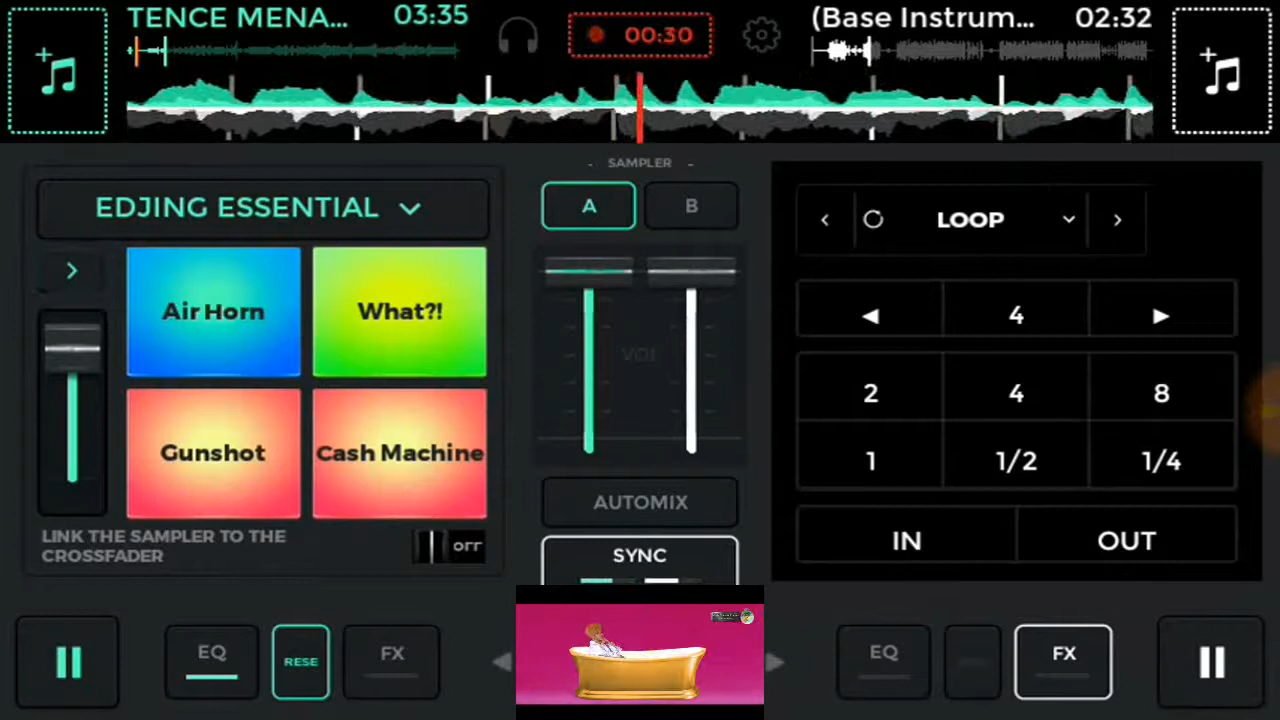 TENCE MENA...
03:35
00:30
(Base Instrum...
02:32
- SAMPLER -
EDJING ESSENTIAL
A
B
LOOP
Air Horn
What?!
VOL
4
2
4
8
Gunshot
Cash Machine
1
1/2
1/4
AUTOMIX
LINK THE SAMPLER TO THE
CROSSFADER
OFF
SYNC
IN
OUT
EQ
RESE
FX
EQ
FX